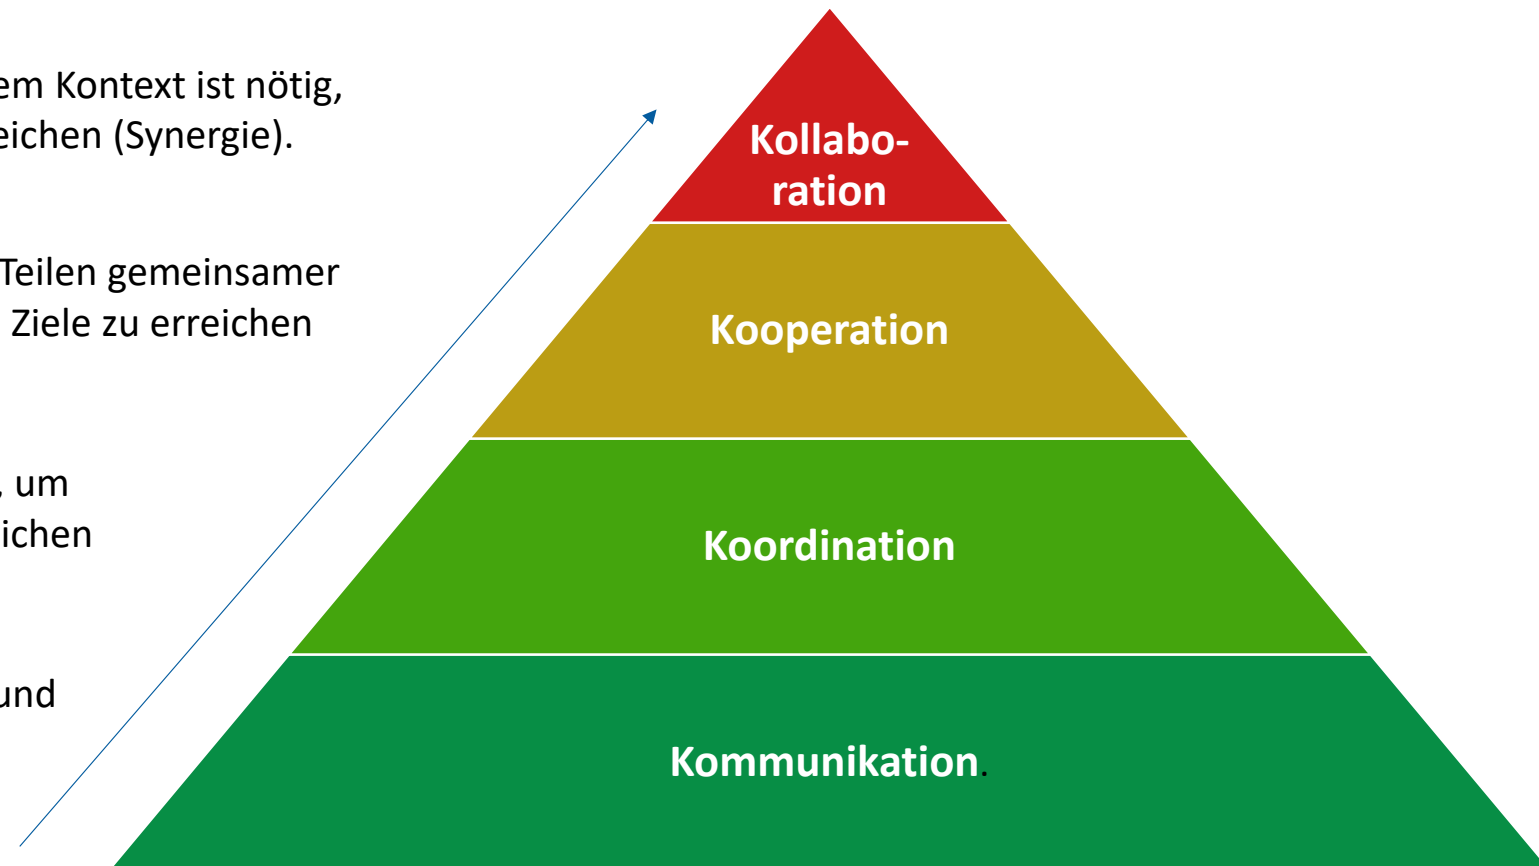 em Kontext ist nötig,
eichen (Synergie).
Kollabo-
ration
Teilen gemeinsamer
Ziele zu erreichen
Kooperation
, um
ichen
Koordination
und
Kommunikation.